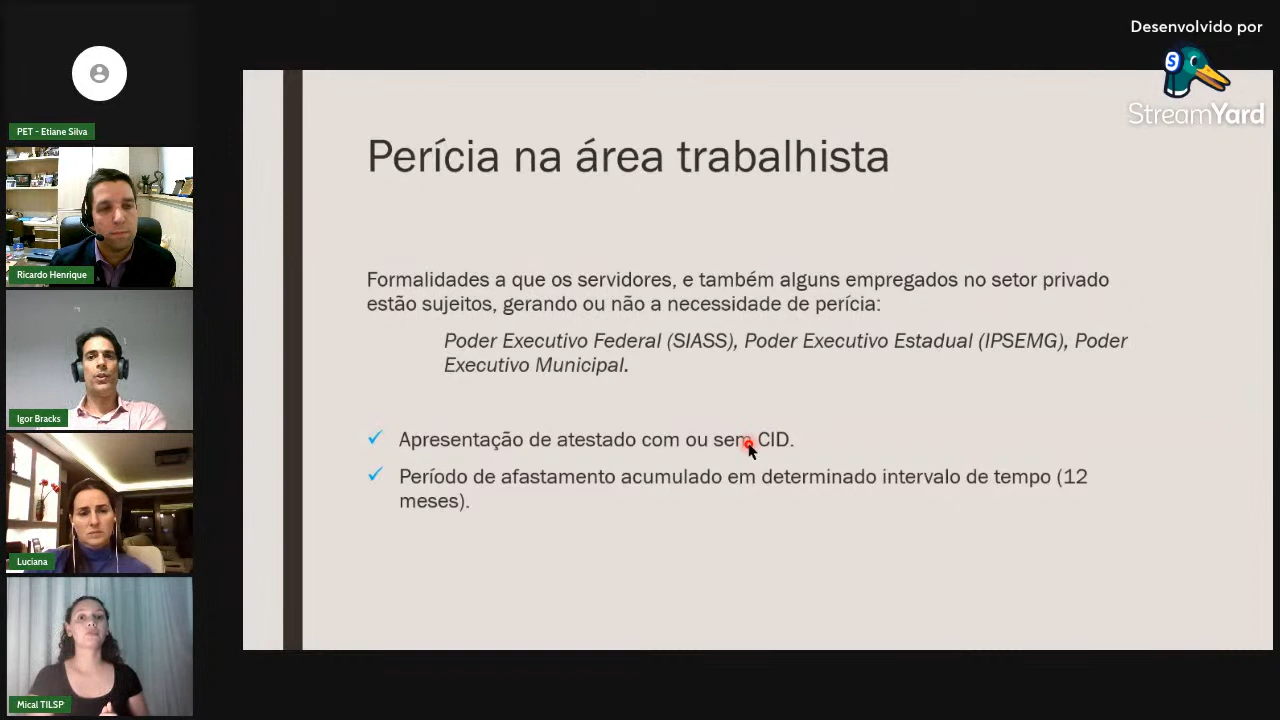 Desenvolvido por
S
StreamYard
PET - Etiane Silva
Ricardo Henrique
Igor Bracks
Luciana
Mical TILSP
Perícia na área trabalhista
Formalidades a que os servidores, e também alguns empregados no setor privado
estão sujeitos, gerando ou não a necessidade de perícia:
Poder Executivo Federal (SIASS), Poder Executivo Estadual (IPSEMG), Poder
Executivo Municipal.
Apresentação de atestado com ou sem CID.
Período de afastamento acumulado em determinado intervalo de tempo (12
meses).